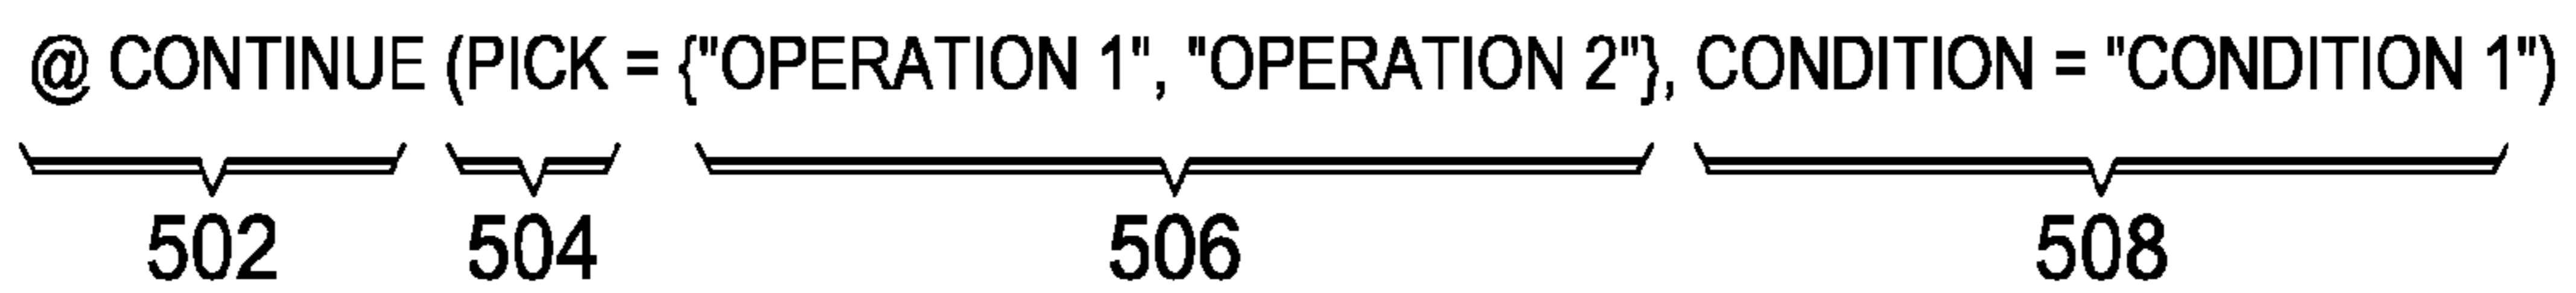 @ CONTINUE (PICK = {"OPERATION 1", "OPERATION 2"}, CONDITION = "CONDITION 1")
502 504 506 508